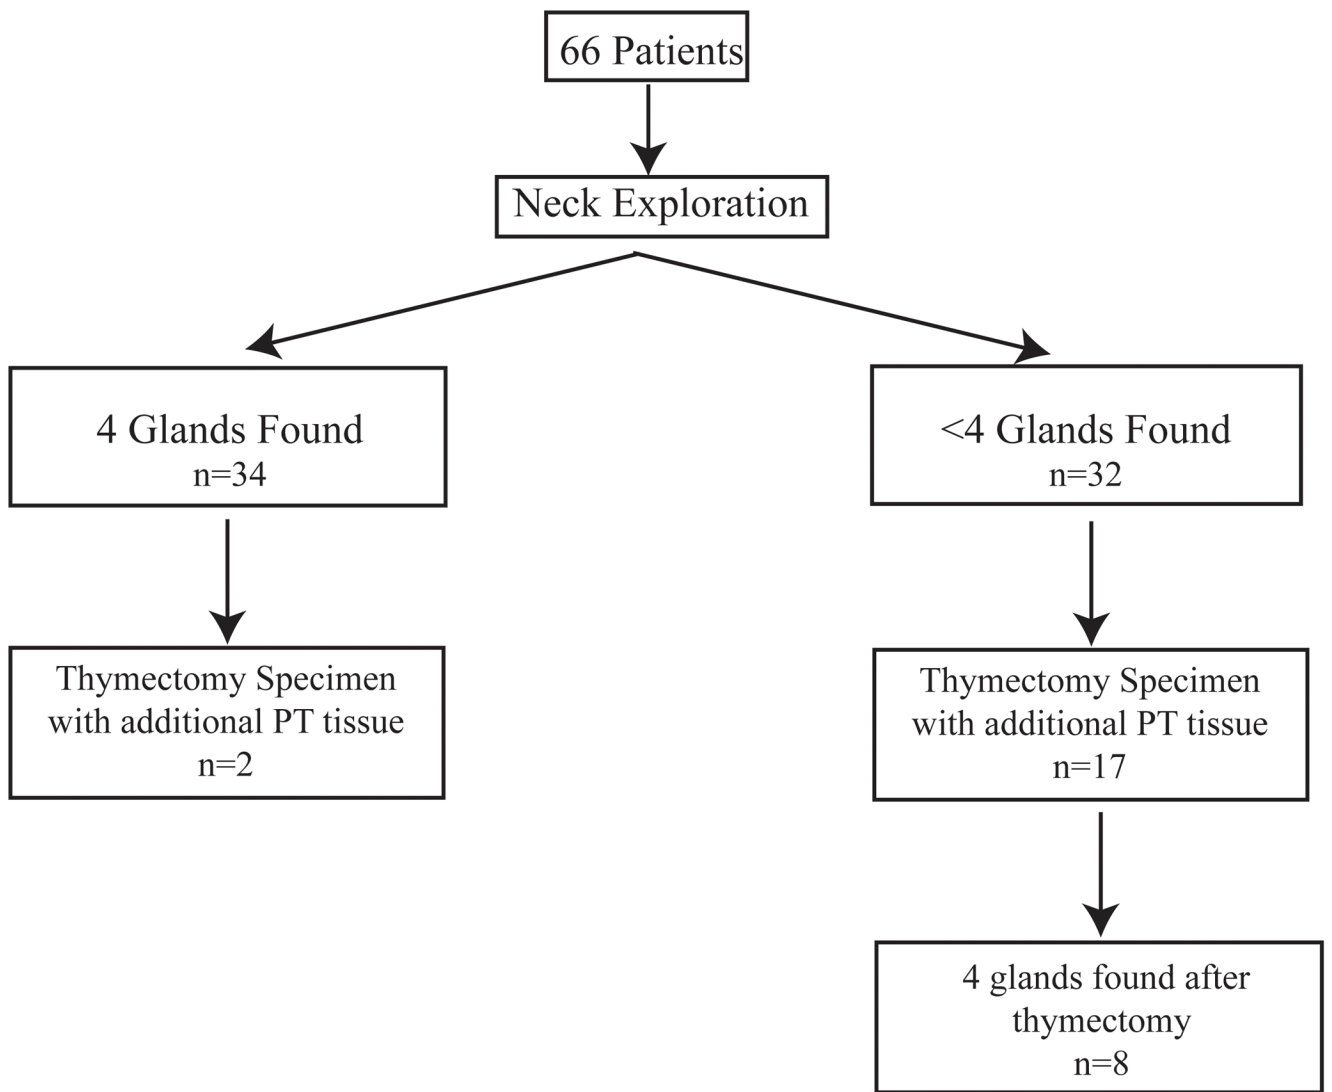 66 Patients
Neck Exploration
4 Glands Found
n=34
<4 Glands Found
n=32
Thymectomy Specimen
with additional PT tissue
n=2
Thymectomy Specimen
with additional PT tissue
n=17
4 glands found after
thymectomy
n=8